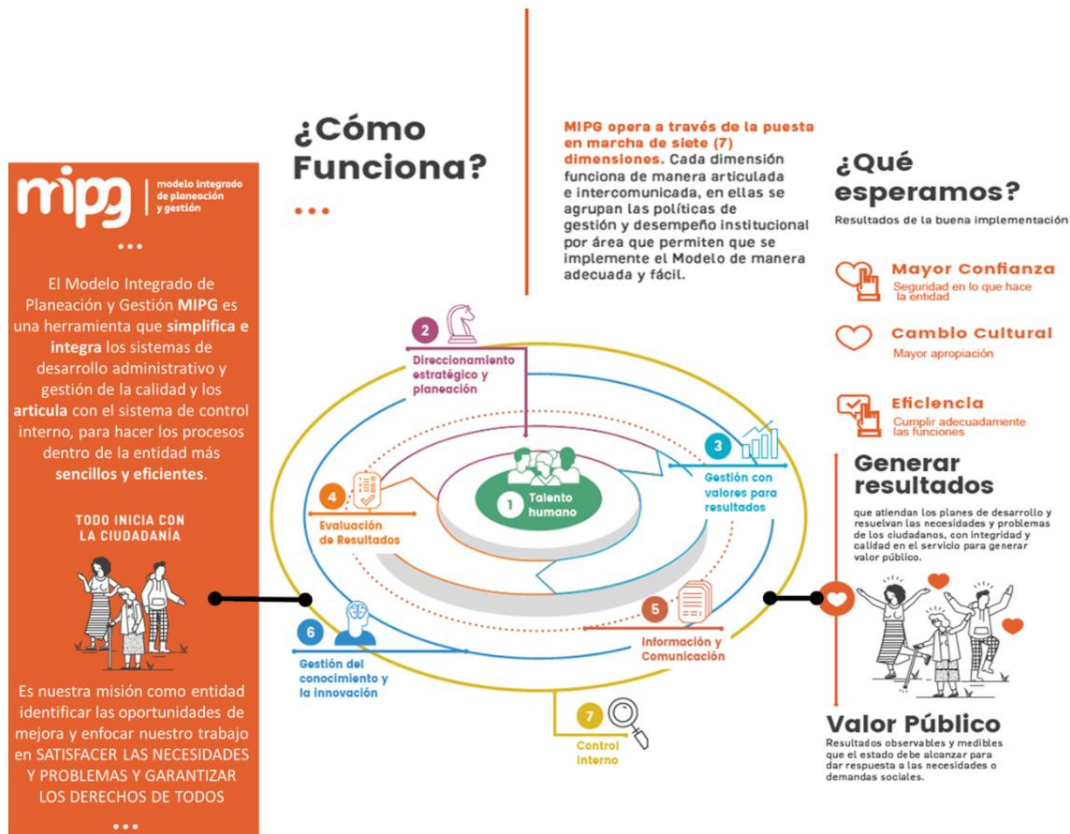 mipg
modelo integrado
de planeación
y gestión
El Modelo Integrado de
Planeación y Gestión MIPG es
una herramienta que simplifica e
integra los sistemas de
desarrollo administrativo y
gestión de la calidad y los
articula con el sistema de control
interno, para hacer los procesos
dentro de la entidad más
sencillos y eficientes.
TODO INICIA CON
LA CIUDADANÍA
Es nuestra misión como entidad
identificar las oportunidades de
mejora y enfocar nuestro trabajo
en SATISFACER LAS NECESIDADES
Y PROBLEMAS Y GARANTIZAR
LOS DERECHOS DE TODOS
¿Cómo
Funciona?
MIPG opera a través de la puesta
en marcha de siete (7)
dimensiones. Cada dimensión
funciona de manera articulada
e intercomunicada, en ellas se
agrupan las políticas de
gestión y desempeño institucional
por área que permiten que se
implemente el Modelo de manera
adecuada y fácil.
2
Direccionamiento
estratégico y
planeación
3
Gestión con
valores para
resultados
1
Talento
humano
4
Evaluación
de Resultados
5
Información y
Comunicación
6
Gestión del
conocimiento y
la innovación
7
Control
Interno
¿Qué
esperamos?
Resultados de la buena implementación
Mayor Confianza
Seguridad en lo que hace
la entidad
Cambio Cultural
Mayor apropiación
Eficiencia
Cumplir adecuadamente
las funciones
Generar
resultados
que atiendan los planes de desarrollo y
resuelvan las necesidades y problemas
de los ciudadanos, con integridad y
calidad en el servicio para generar
valor público.
Valor Público
Resultados observables y medibles
que el estado debe alcanzar para
dar respuesta a las necesidades o
demandas sociales.